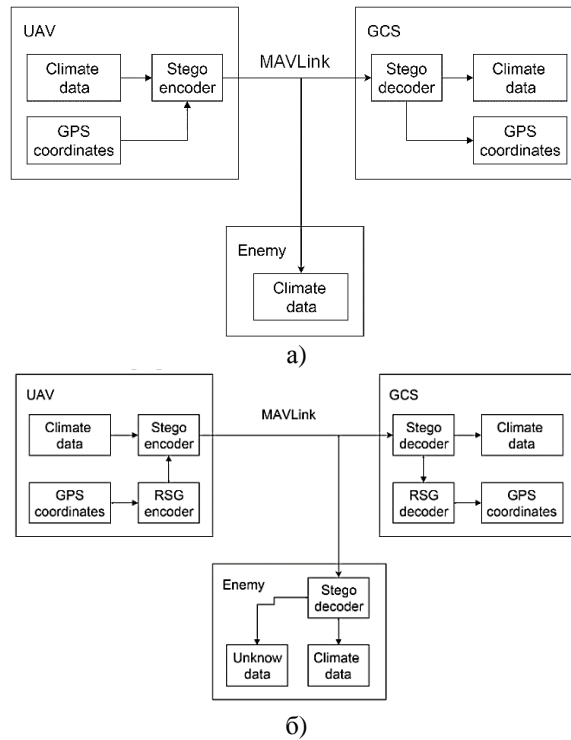 UAV
GCS
Climate
data
Stego
encoder
MAVLink
Stego
decoder
Climate
data
GPS
coordinates
GPS
coordinates
Enemy
Climate
data
а)
UAV
GCS
Climate
data
Stego
encoder
MAVLink
Stego
decoder
Climate
data
GPS
coordinates
RSG
encoder
RSG
decoder
GPS
coordinates
Enemy
Stego
decoder
Unknow
data
Climate
data
б)